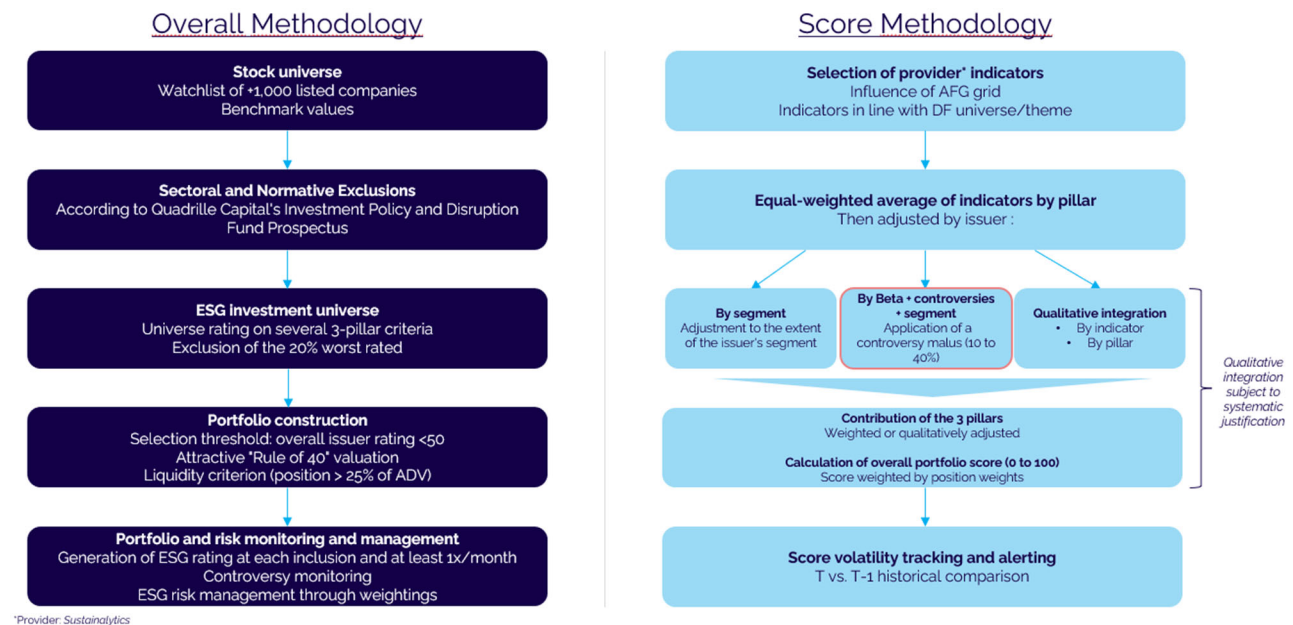 Overall Methodology
Stock universe
Watchlist of +1,000 listed companies
Benchmark values
Sectoral and Normative Exclusions
According to Quadrille Capital's Investment Policy and Disruption
Fund Prospectus
ESG investment universe
Universe rating on several 3-pillar criteria
Exclusion of the 20% worst rated
Portfolio construction
Selection threshold: overall issuer rating <50
Attractive "Rule of 40" valuation
Liquidity criterion (position > 25% of ADV)
Portfolio and risk monitoring and management
Generation of ESG rating at each inclusion and at least 1x/month
Controversy monitoring
ESG risk management through weightings
*Provider: Sustainalytics
Score Methodology
Selection of provider* indicators
Influence of AFG grid
Indicators in line with DF universe/theme
Equal-weighted average of indicators by pillar
Then adjusted by issuer :
By segment
Adjustment to the extent
of the issuer's segment
By Beta + controversies
+ segment
Application of a
controversy malus (10 to
40%)
Qualitative integration
• By indicator
• By pillar
Contribution of the 3 pillars
Weighted or qualitatively adjusted
Calculation of overall portfolio score (0 to 100)
Score weighted by position weights
Qualitative
integration
subject to
systematic
justification
Score volatility tracking and alerting
T vs. T-1 historical comparison